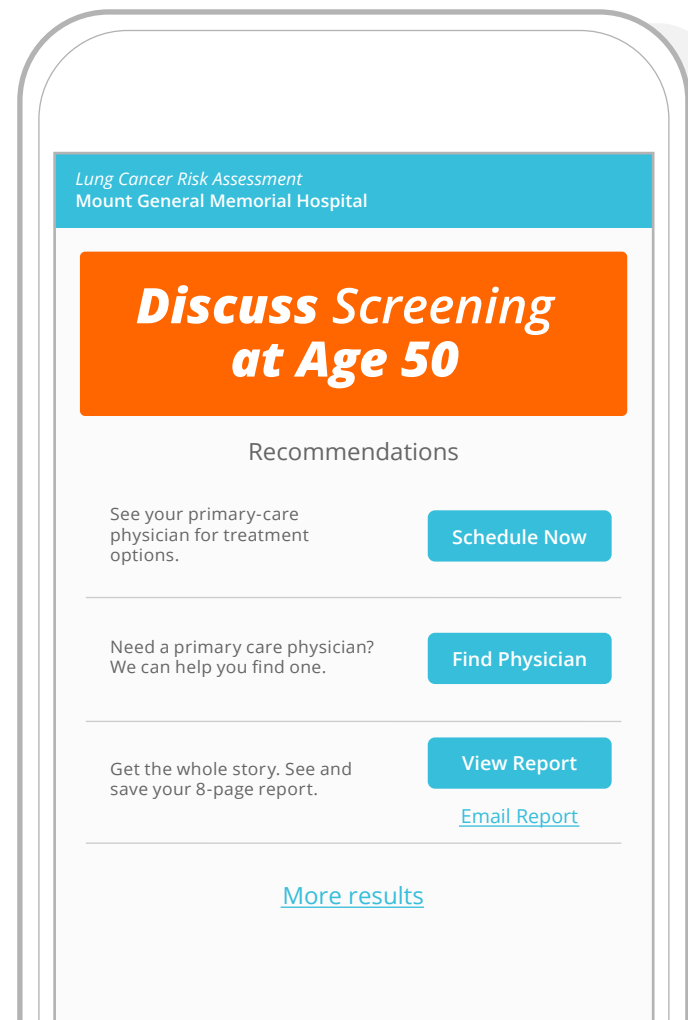 Lung Cancer Risk Assessment
Mount General Memorial Hospital
Discuss Screening
at Age 50
Recommendations
See your primary-care
physician for treatment
options.
Schedule Now
Need a primary care physician?
We can help you find one.
Find Physician
Get the whole story. See and
save your 8-page report.
View Report
Email Report
More results